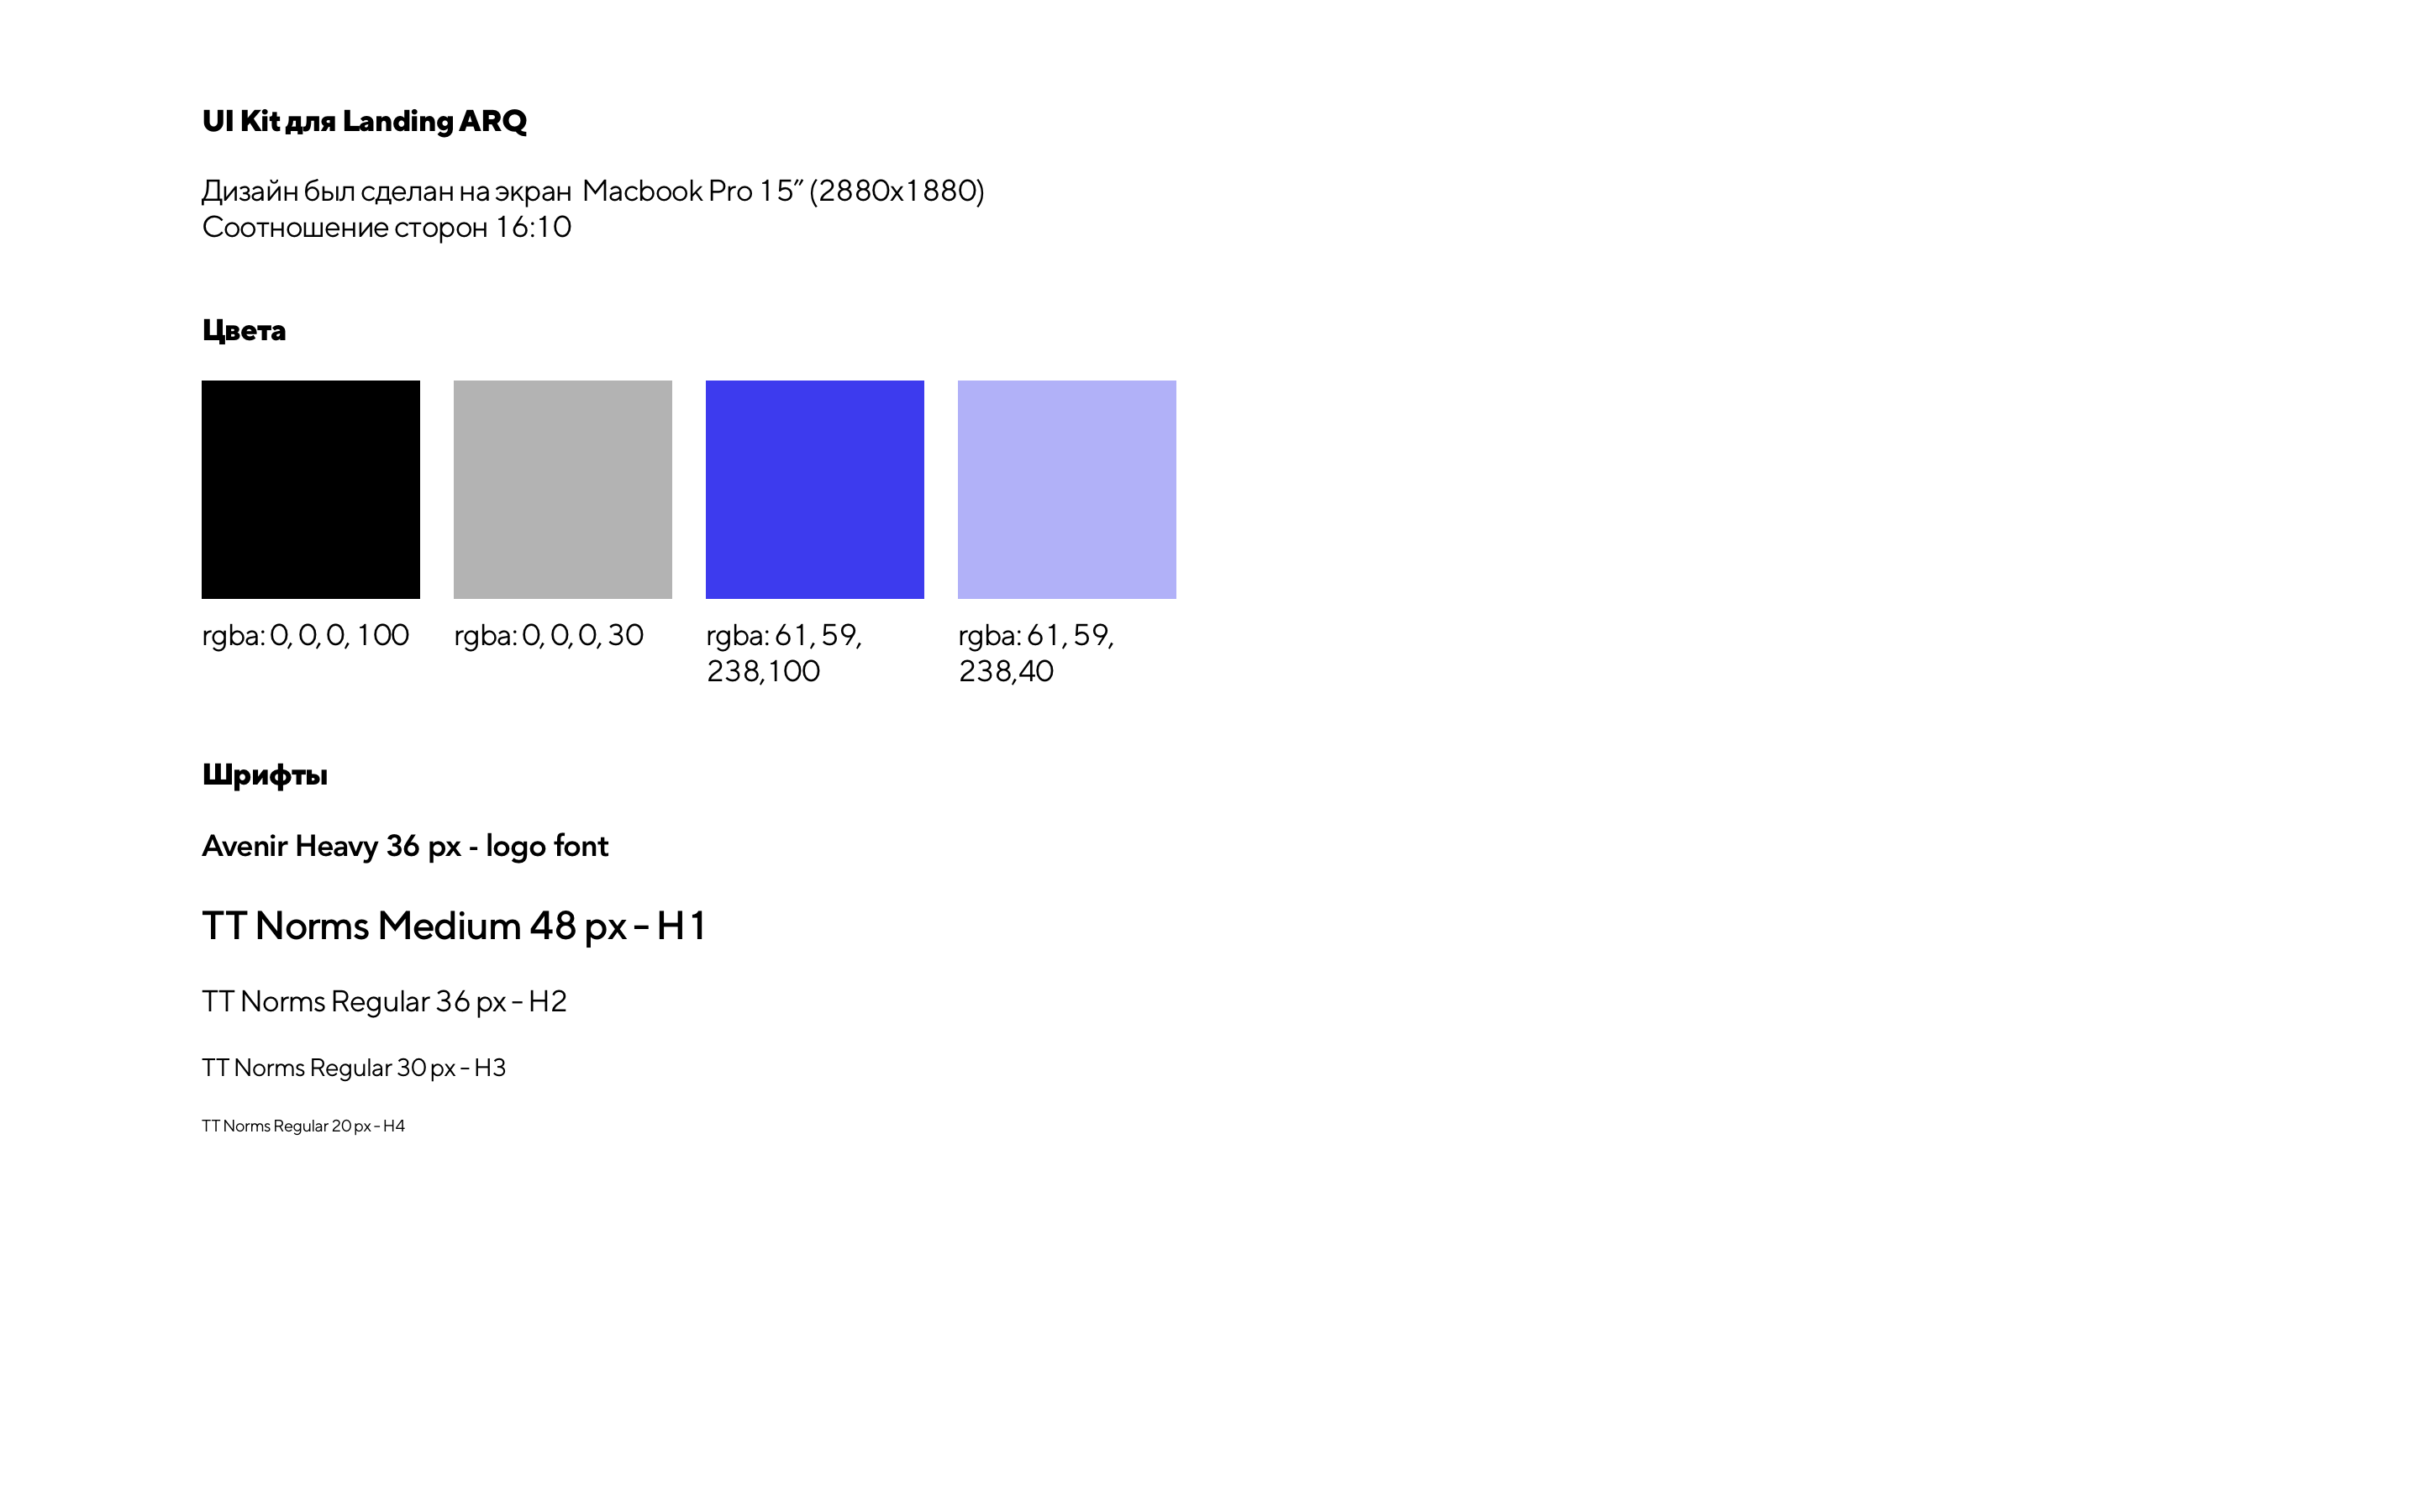 UI Kit для Landing ARQ
Дизайн был сделан на экран Macbook Pro 15” (2880x1880)
Соотношение сторон 16:10
Цвета
rgba: 0, 0, 0, 100
rgba: 0, 0, 0, 30
rgba: 61, 59,
238,100
rgba: 61, 59,
238,40
Шрифты
Avenir Heavy 36 px - logo font
TT Norms Medium 48 px – H1
TT Norms Regular 36 px – H2
TT Norms Regular 30 px – H3
TT Norms Regular 20 px – H4